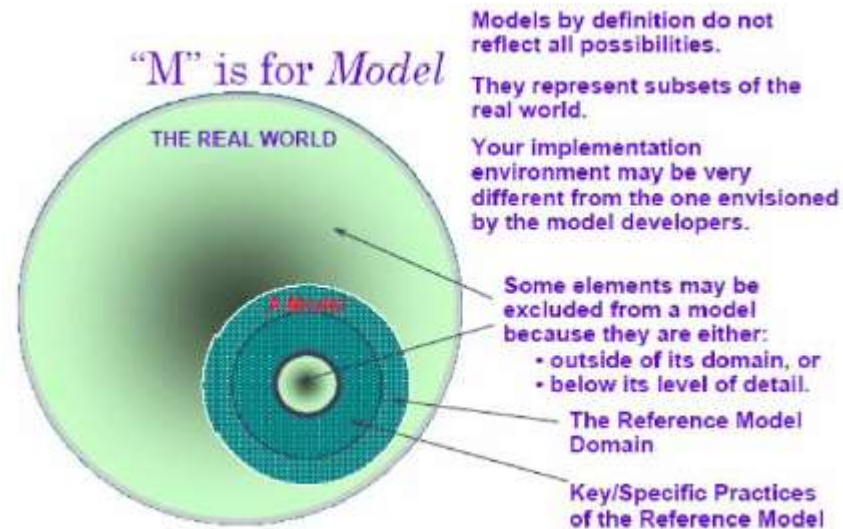 “M” is for Model
THE REAL WORLD
A Model
Models by definition do not
reflect all possibilities.
They represent subsets of the
real world.
Your implementation
environment may be very
different from the one envisioned
by the model developers.
Some elements may be
excluded from a model
because they are either:
• outside of its domain, or
• below its level of detail.
The Reference Model
Domain
Key/Specific Practices
of the Reference Model